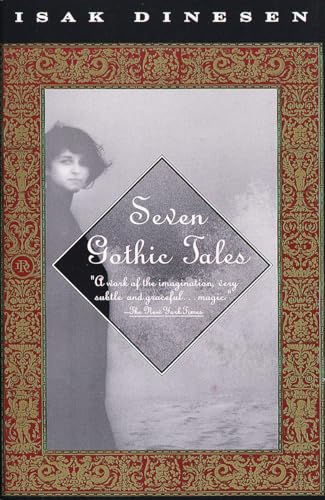 ISAK DINESEN
Seven
Gothic Tales
"A work of the imagination, very
subtle and graceful... magic."
—The New York Times